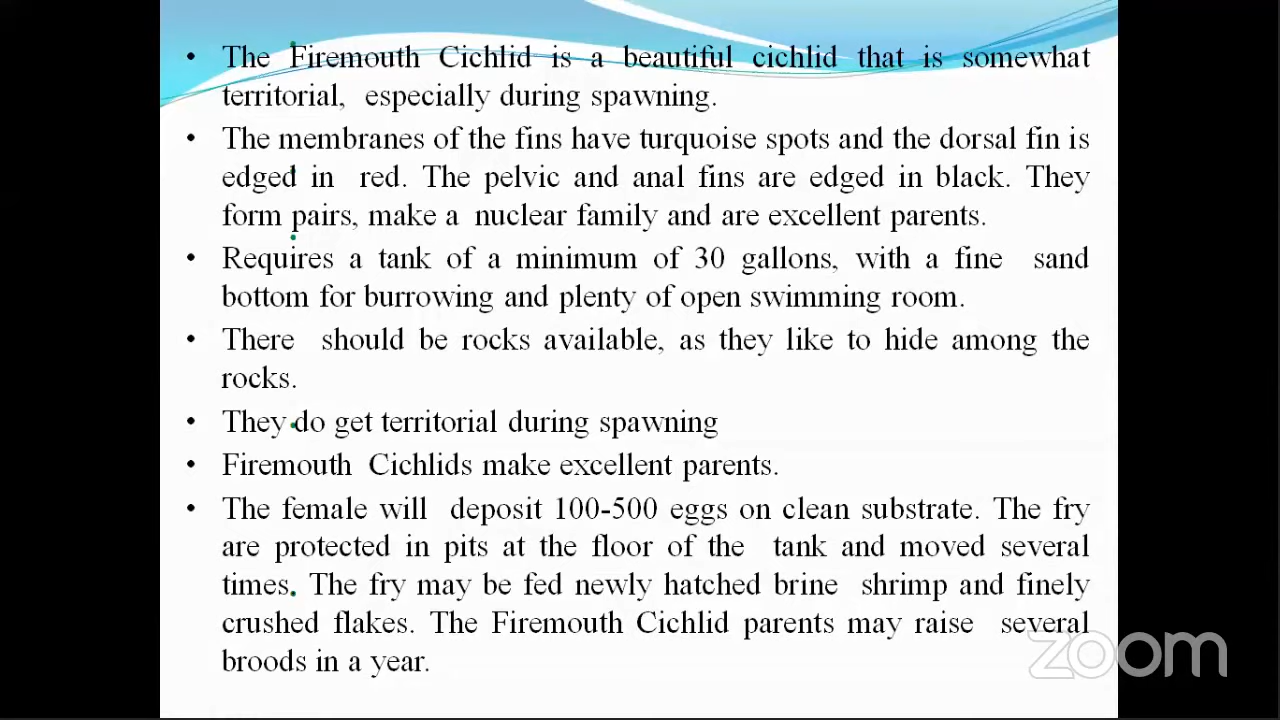 • The Firemouth Cichlid is a beautiful cichlid that is somewhat
territorial, especially during spawning.
• The membranes of the fins have turquoise spots and the dorsal fin is
edged in red. The pelvic and anal fins are edged in black. They
form pairs, make a nuclear family and are excellent parents.
• Requires a tank of a minimum of 30 gallons, with a fine sand
bottom for burrowing and plenty of open swimming room.
• There should be rocks available, as they like to hide among the
rocks.
• They do get territorial during spawning
• Firemouth Cichlids make excellent parents.
• The female will deposit 100-500 eggs on clean substrate. The fry
are protected in pits at the floor of the tank and moved several
times. The fry may be fed newly hatched brine shrimp and finely
crushed flakes. The Firemouth Cichlid parents may raise several
broods in a year.
zoom